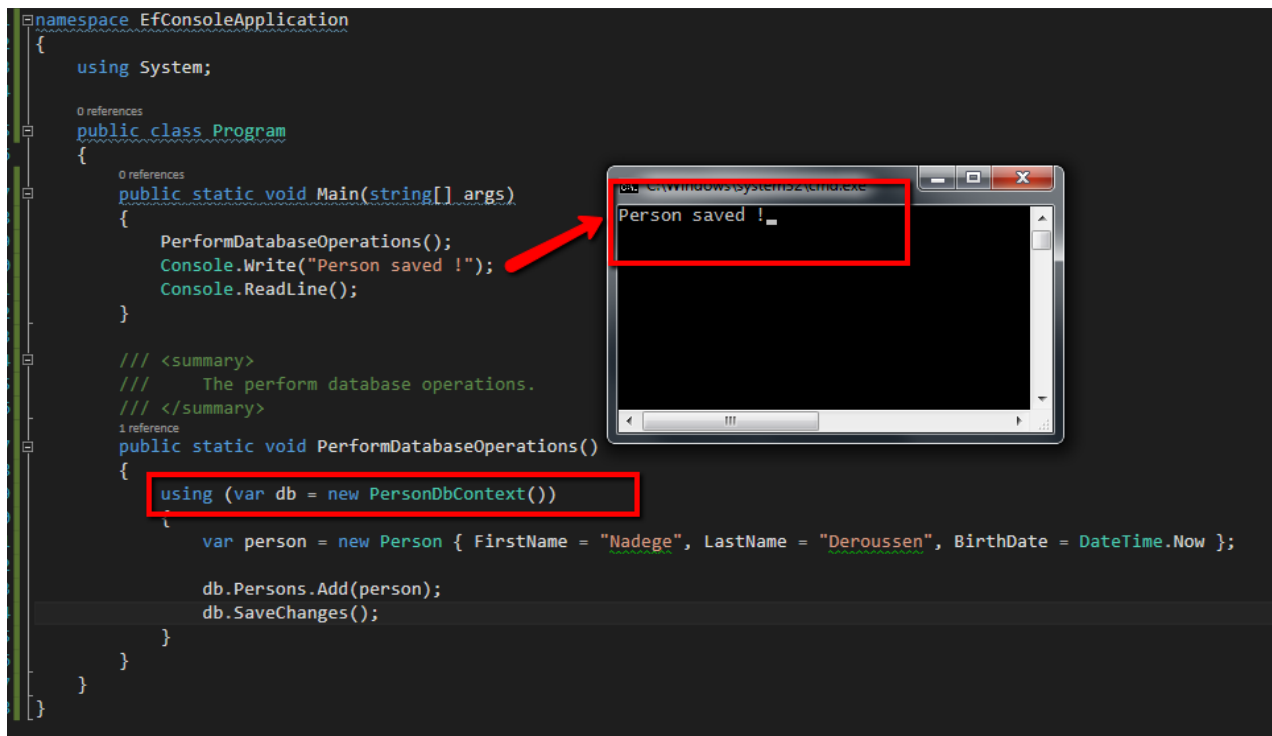 namespace EfConsoleApplication
{
using System;
0 references
public class Program
{
0 references
public static void Main(string[] args)
{
PerformDatabaseOperations();
Console.Write("Person saved !");
Console.ReadLine();
}
/// <summary>
///     The perform database operations.
/// </summary>
1 reference
public static void PerformDatabaseOperations()
{
using (var db = new PersonDbContext())
{
var person = new Person { FirstName = "Nadege", LastName = "Deroussen", BirthDate = DateTime.Now };
db.Persons.Add(person);
db.SaveChanges();
}
}
}
}
C:\Windows\system32\cmd.exe
Person saved !_